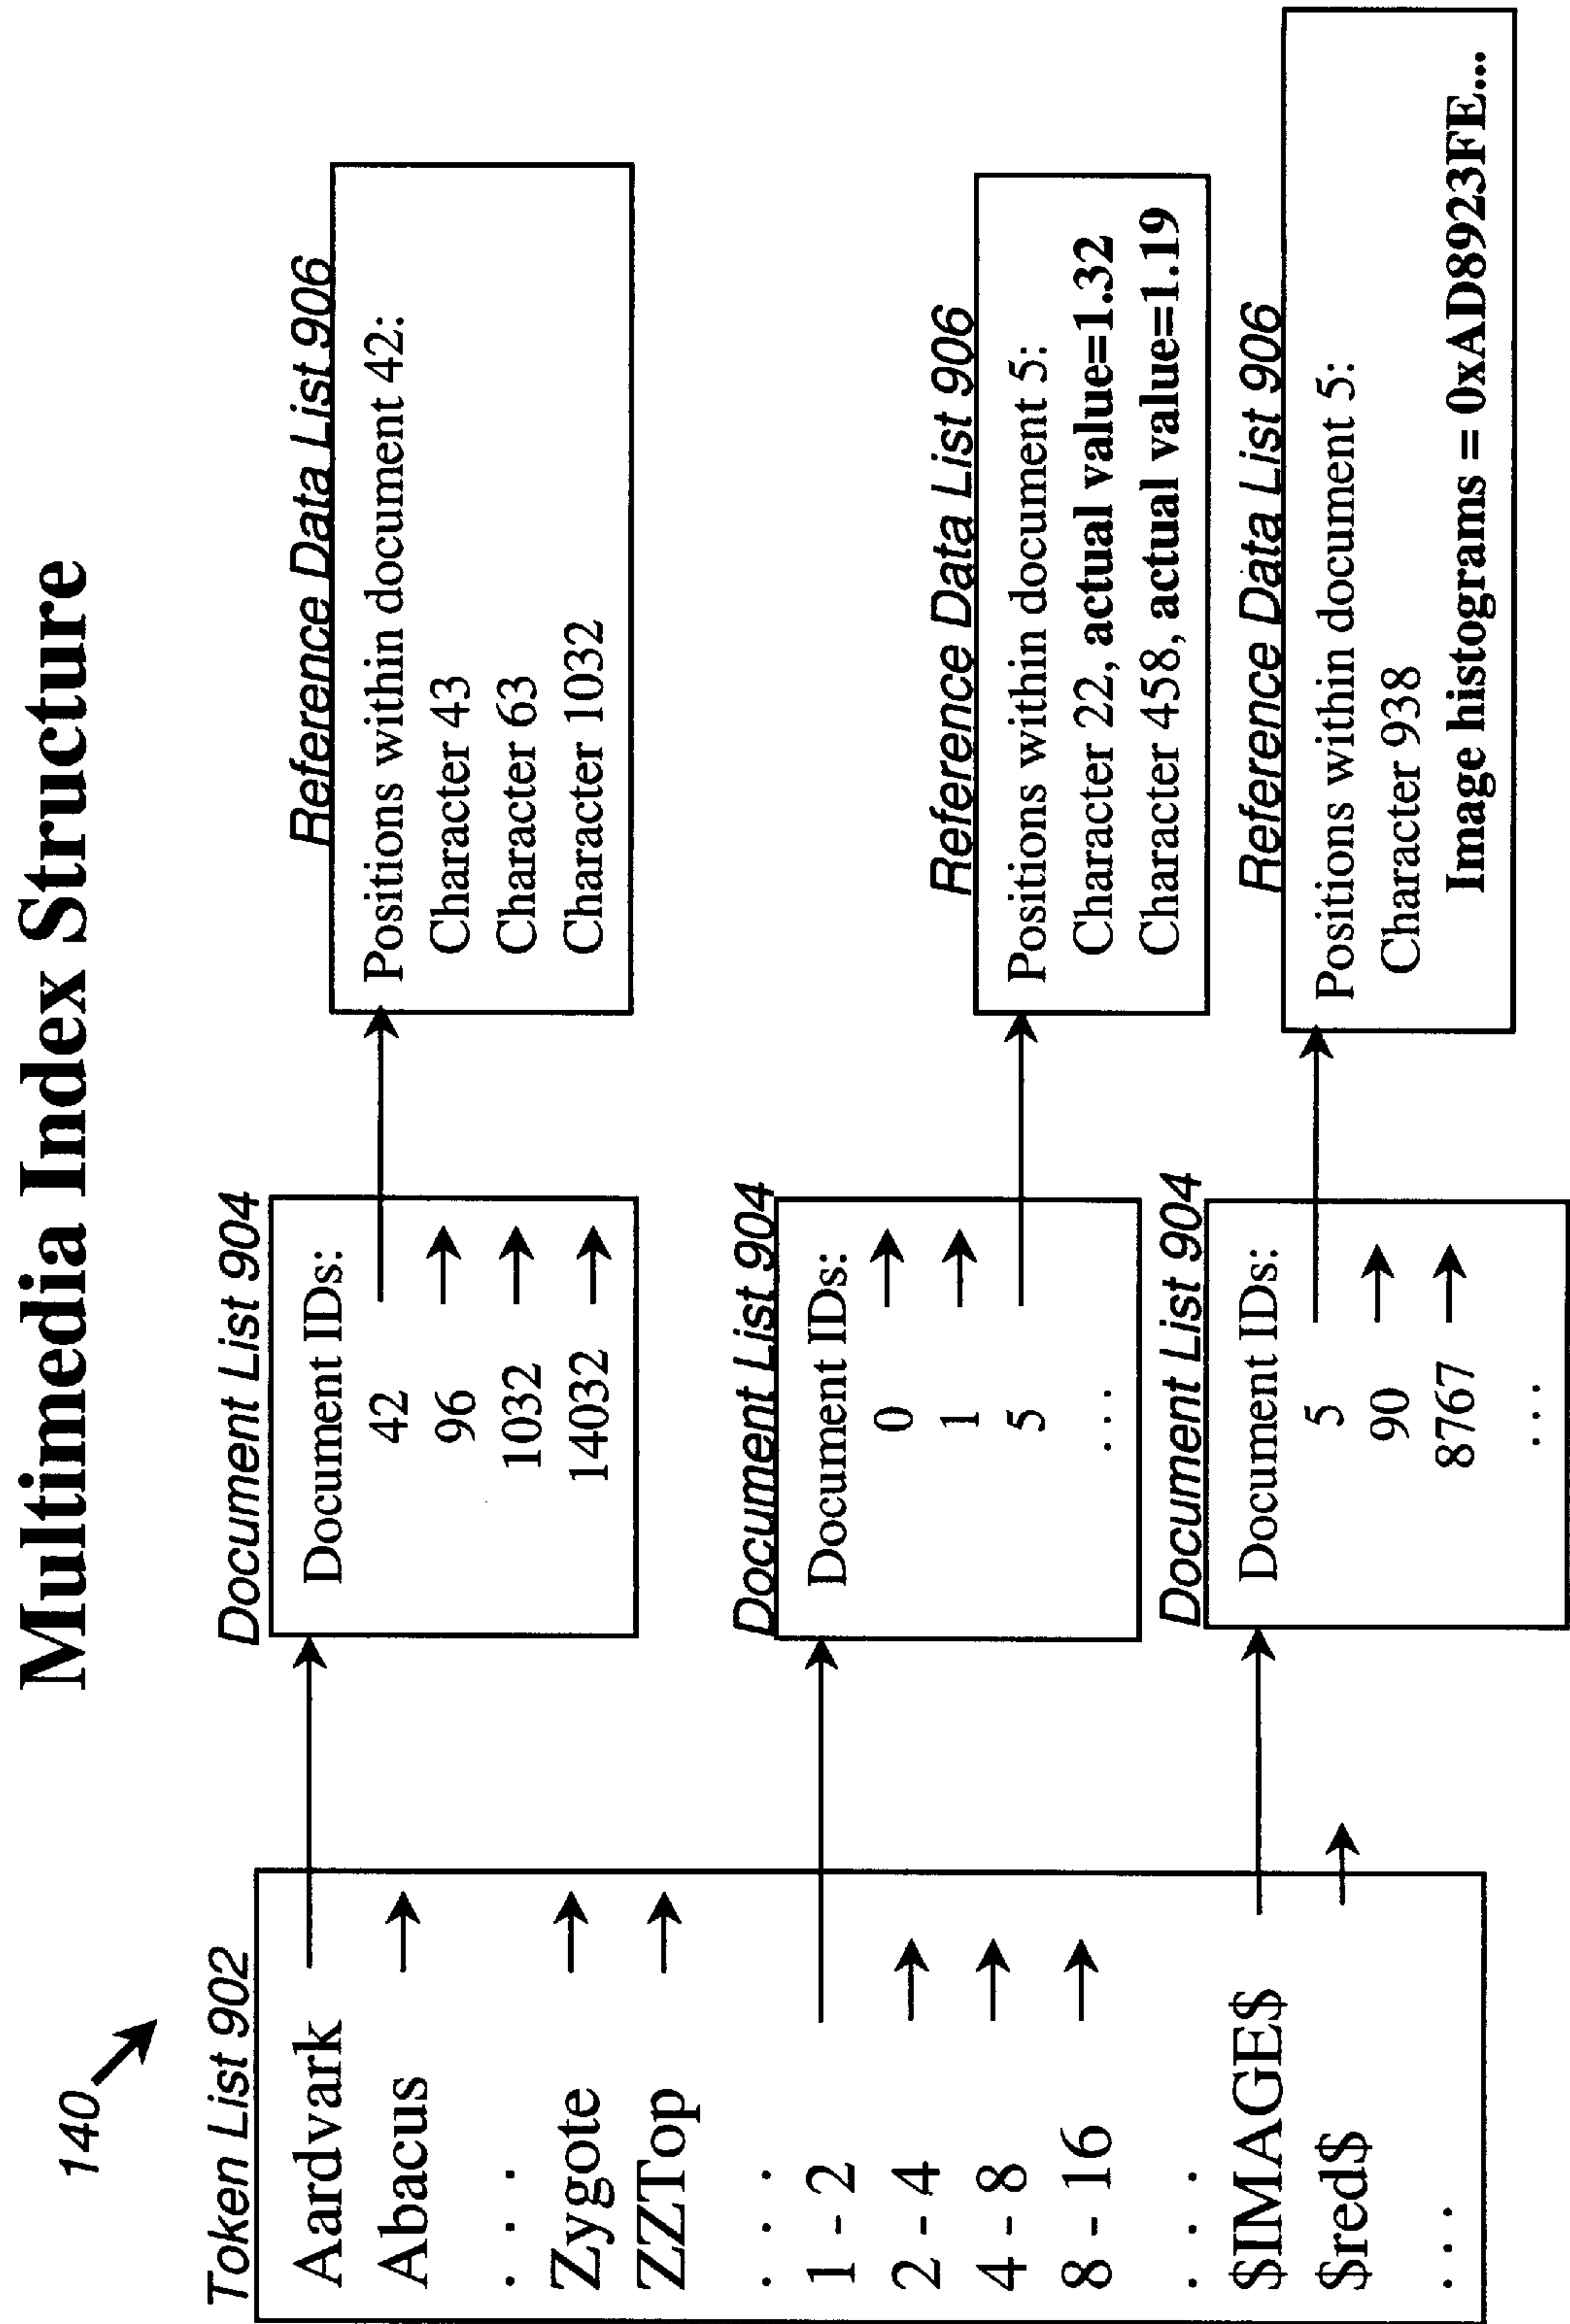 Multimedia Index Structure
140
Token List 902
Aardvark
Abacus
. . .
Zygote
ZZTop
. . .
1 - 2
2 - 4
4 - 8
8 - 16
. . .
$IMAGE$
$red$
. . .
Document List 904
Document IDs:
42
96
1032
14032
Reference Data List 906
Positions within document 42:
Character 43
Character 63
Character 1032
Document List 904
Document IDs:
0
1
5
. . .
Reference Data List 906
Positions within document 5:
Character 22, actual value=1.32
Character 458, actual value=1.19
Document List 904
Document IDs:
5
90
8767
. . .
Reference Data List 906
Positions within document 5:
Character 938
Image histograms = 0xAD8923FE...